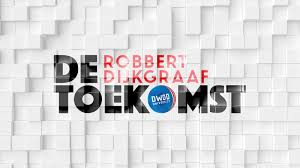 DE ROBBERT
DIJKGRAAF
TOEKOMST
DWDD